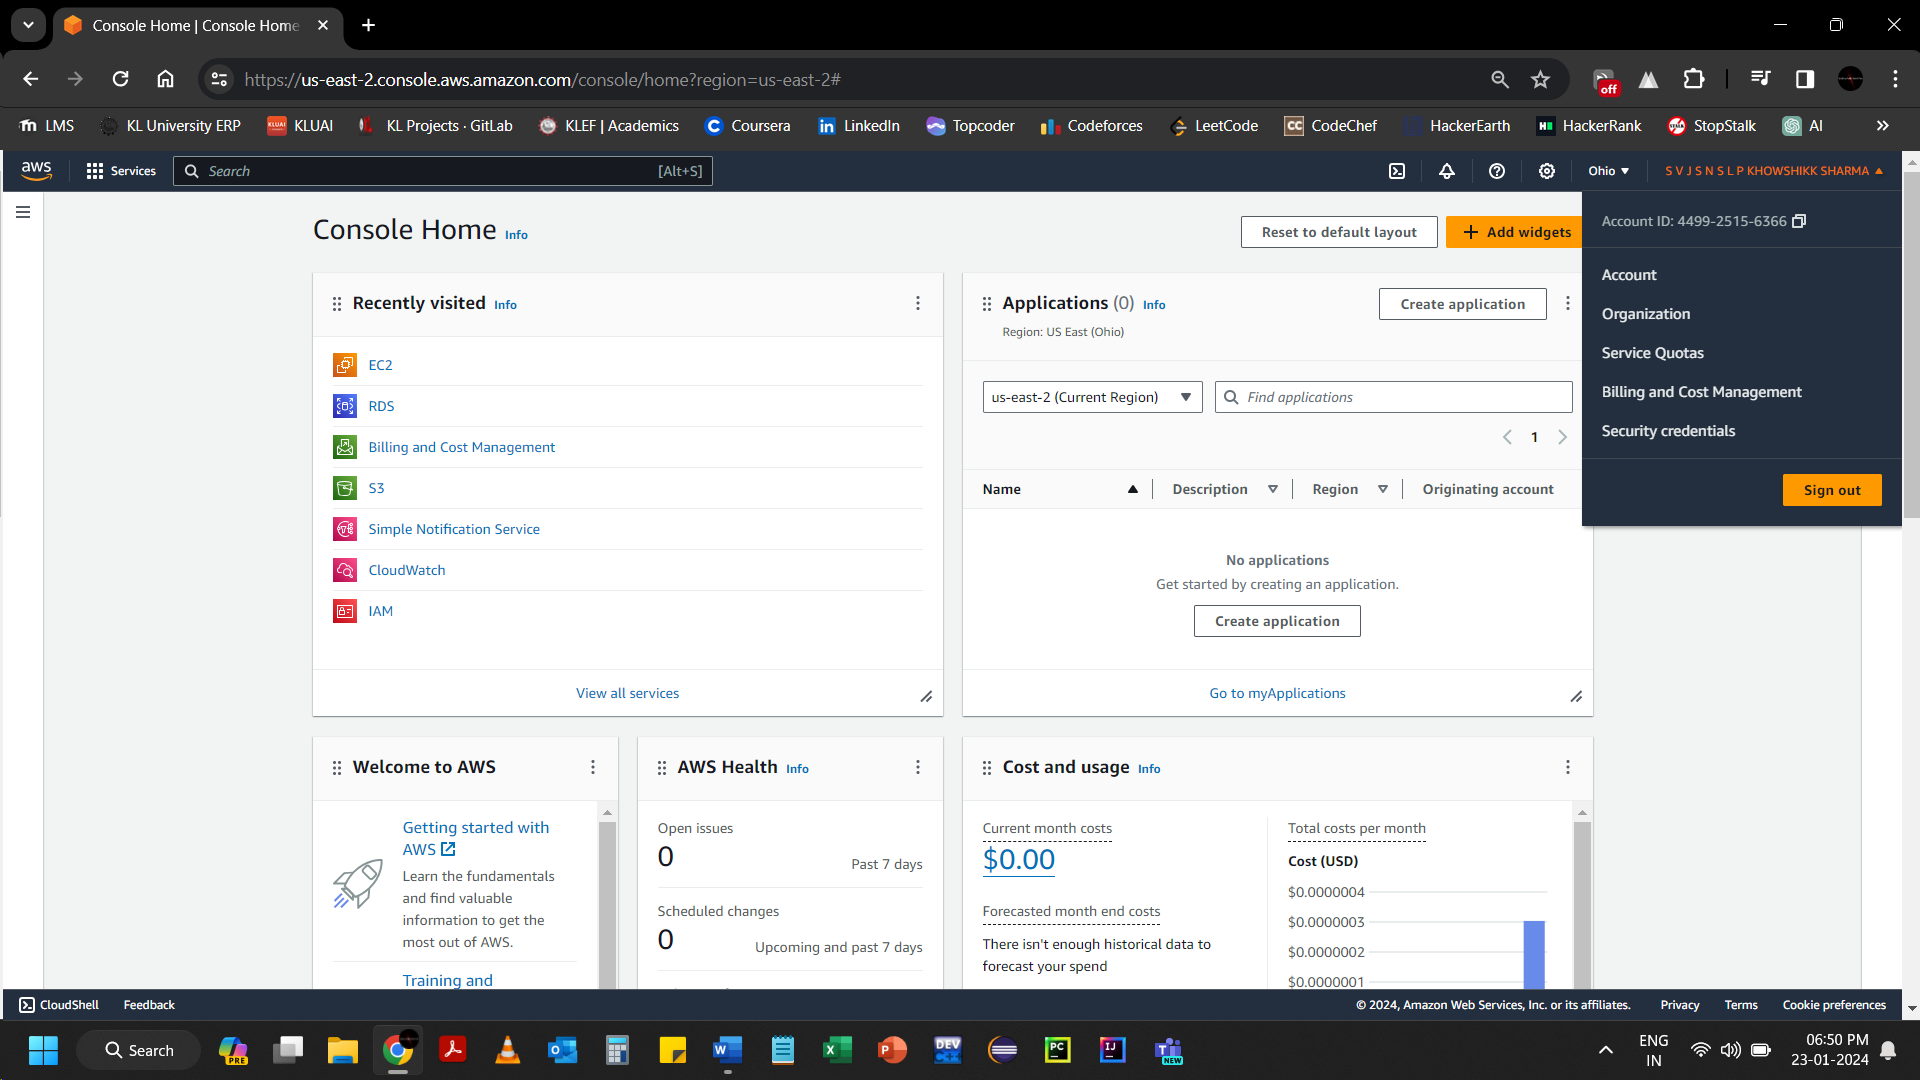 Console Home | Console Home
https://us-east-2.console.aws.amazon.com/console/home?region=us-east-2#
off
LMS
KL University ERP
KLUAI
KL Projects · GitLab
KLEF | Academics
Coursera
LinkedIn
Topcoder
Codeforces
LeetCode
CodeChef
HackerEarth
HackerRank
StopStalk
AI
aws
Services
Search
[Alt+S]
Ohio
S V J S N S L P KHOWSHIKK SHARMA
Account ID: 4499-2515-6366
Account
Organization
Service Quotas
Billing and Cost Management
Security credentials
Sign out
Console Home Info
Reset to default layout
Add widgets
Recently visited Info
EC2
RDS
Billing and Cost Management
S3
Simple Notification Service
CloudWatch
IAM
View all services
Applications (0) Info
Region: US East (Ohio)
Create application
us-east-2 (Current Region)
Find applications
1
Name
Description
Region
Originating account
No applications
Get started by creating an application.
Create application
Go to myApplications
Welcome to AWS
Getting started with
AWS
Learn the fundamentals
and find valuable
information to get the
most out of AWS.
Training and
AWS Health Info
Open issues
0
Past 7 days
Scheduled changes
0
Upcoming and past 7 days
Cost and usage Info
Current month costs
$0.00
Forecasted month end costs
There isn't enough historical data to
forecast your spend
Total costs per month
Cost (USD)
$0.0000004
$0.0000003
$0.0000002
$0.0000001
CloudShell
Feedback
© 2024, Amazon Web Services, Inc. or its affiliates.
Privacy
Terms
Cookie preferences
Search
PRE
DEV
C++
PC
IJ
NEW
ENG
IN
06:50 PM
23-01-2024